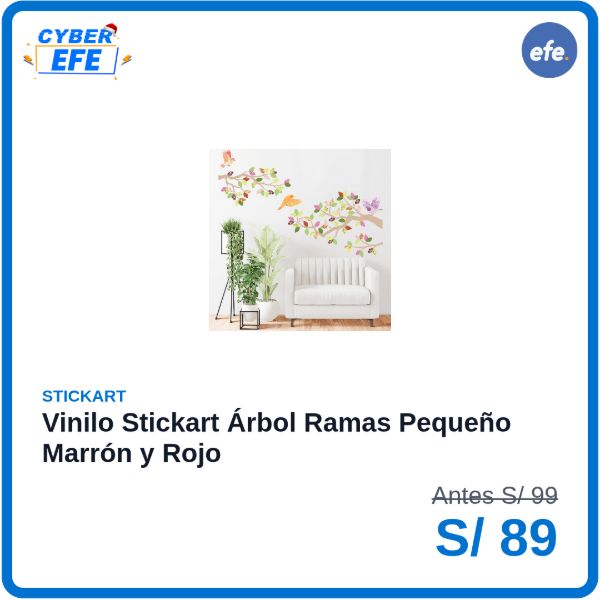 CYBER
EFE
efe.
STICKART
Vinilo Stickart Árbol Ramas Pequeño
Marrón y Rojo
Antes S/ 99
S/ 89